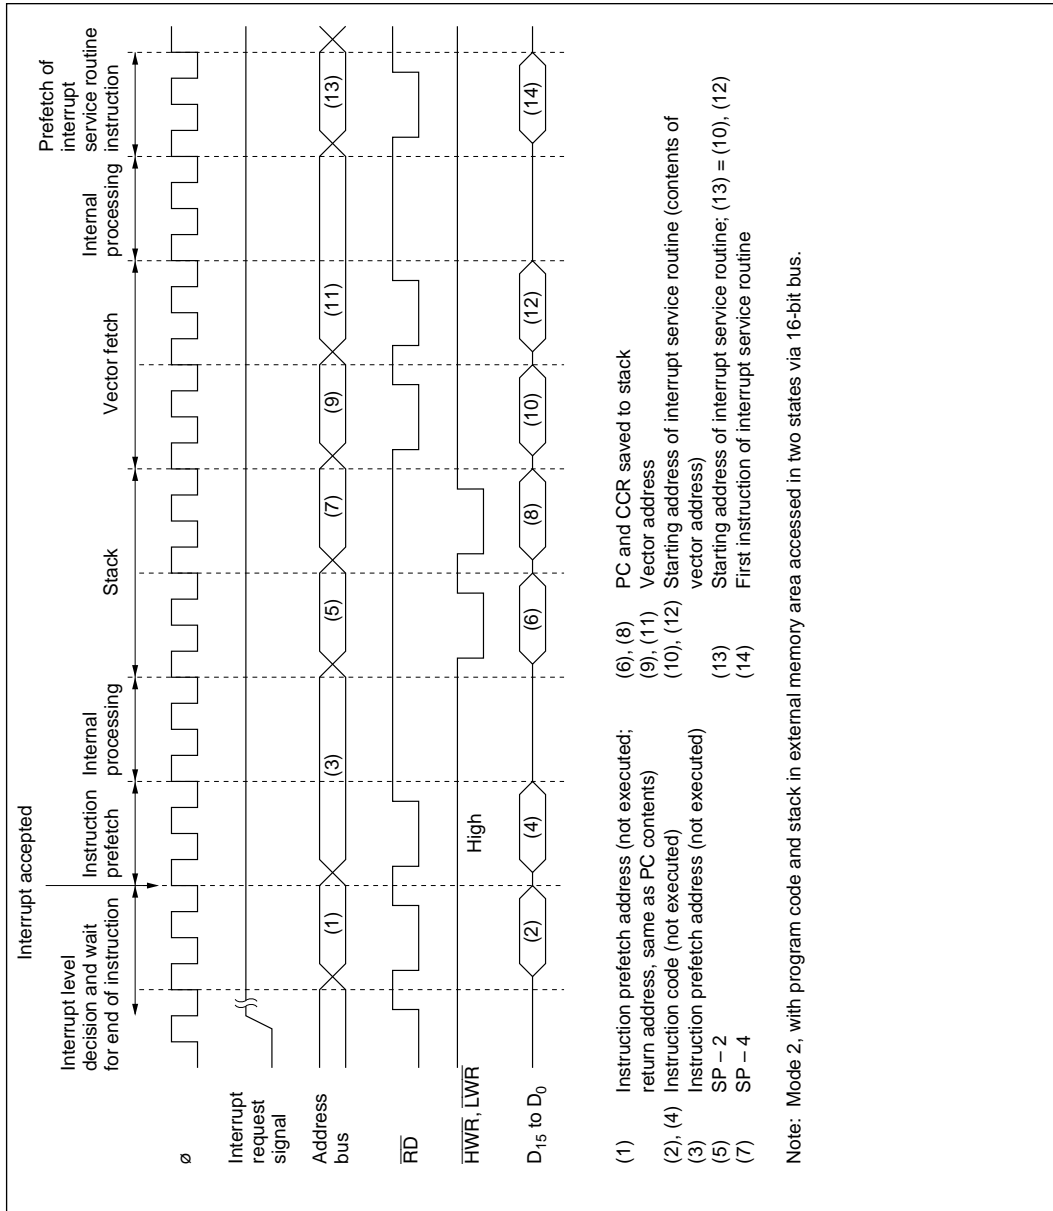 Interrupt accepted
Interrupt level
decision and wait
for end of instruction
Instruction
prefetch
Internal
processing
Stack
Vector fetch
Internal
processing
Prefetch of
interrupt
service routine
instruction
ø
Interrupt
request
signal
Address
bus
(1)
(3)
(5)
(7)
(9)
(11)
(13)
RD
HWR, LWR
High
D15 to D0
(2)
(4)
(6)
(8)
(10)
(12)
(14)
(1) Instruction prefetch address (not executed;
return address, same as PC contents)
(2), (4) Instruction code (not executed)
(3) Instruction prefetch address (not executed)
(5) SP – 2
(7) SP – 4
(6), (8) PC and CCR saved to stack
(9), (11) Vector address
(10), (12) Starting address of interrupt service routine (contents of
vector address)
(13) Starting address of interrupt service routine; (13) = (10), (12)
(14) First instruction of interrupt service routine
Note: Mode 2, with program code and stack in external memory area accessed in two states via 16-bit bus.